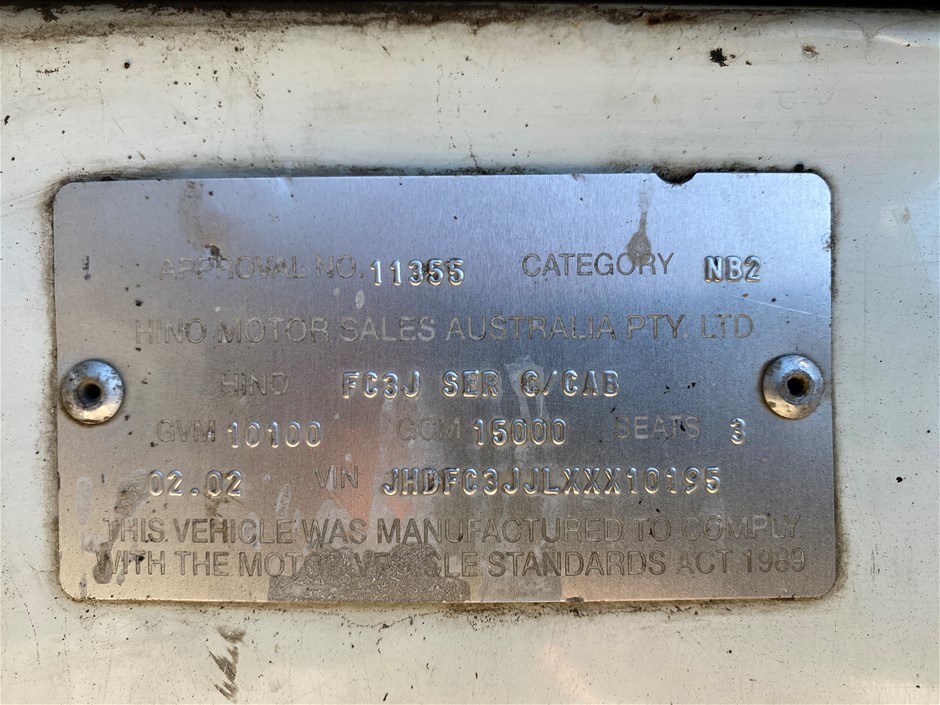 APPROVAL NO. 11355 CATEGORY NB2
HINO MOTOR SALES AUSTRALIA PTY. LTD
HINO FC3J SER C/CAB
GVM 10100 GCM 15000 SEATS 3
02.02 VIN JHDFC3JJLXXX10195
THIS VEHICLE WAS MANUFACTURED TO COMPLY
WITH THE MOTOR VEHICLE STANDARDS ACT 1989